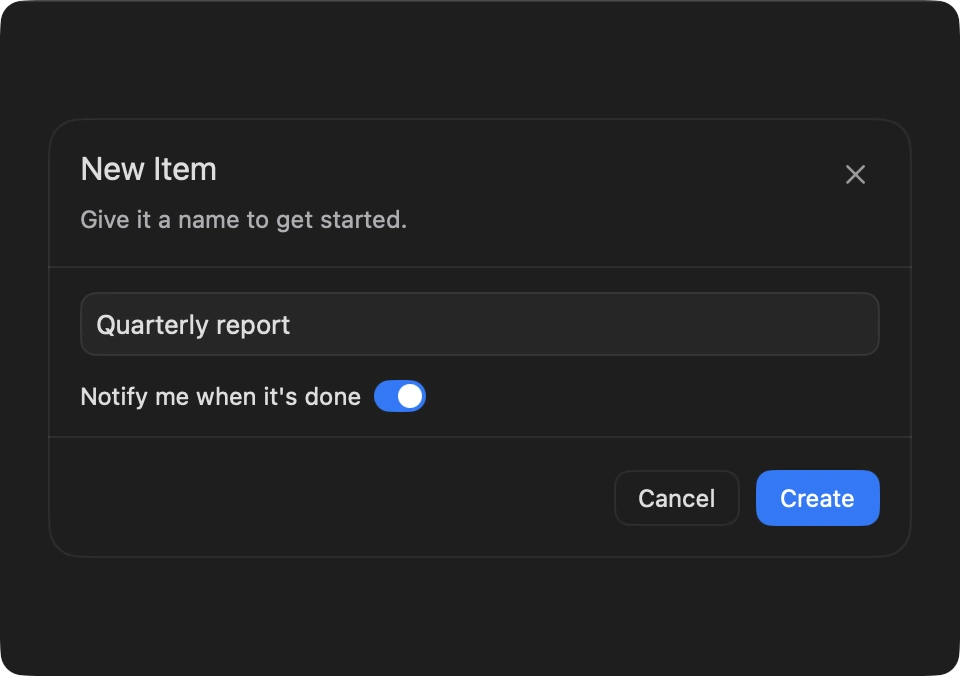 New Item
Give it a name to get started.
Quarterly report
Notify me when it's done
Cancel
Create